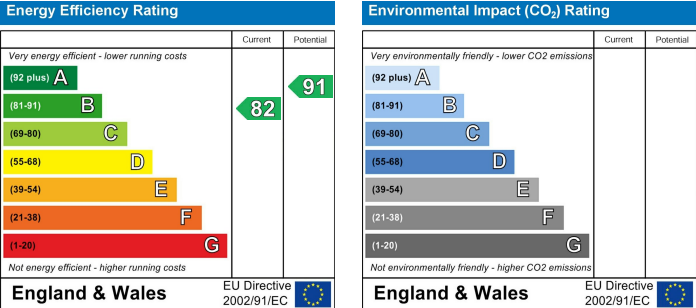 Energy Efficiency Rating
Current Potential
Very energy efficient - lower running costs
(92 plus) A
(81-91) B
(69-80) C
(55-68) D
(39-54) E
(21-38) F
(1-20) G
82
91
Not energy efficient - higher running costs
England & Wales
EU Directive
2002/91/EC
Environmental Impact (CO₂) Rating
Current Potential
Very environmentally friendly - lower CO2 emissions
(92 plus) A
(81-91) B
(69-80) C
(55-68) D
(39-54) E
(21-38) F
(1-20) G
Not environmentally friendly - higher CO2 emissions
England & Wales
EU Directive
2002/91/EC